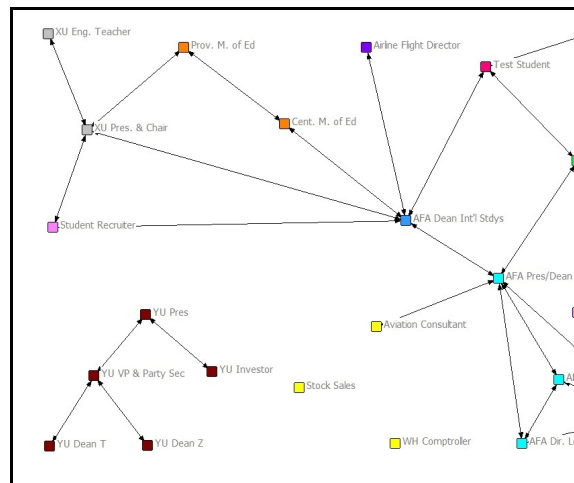 XU Eng. Teacher
Prov. M. of Ed
Airline Flight Director
Test Student
XU Pres. & Chair
Cent. M. of Ed
Student Recruiter
AFA Dean Int'l Stdys
AFA Pres/Dean
YU Pres
Aviation Consultant
YU VP & Party Sec
YU Investor
Stock Sales
YU Dean T
YU Dean Z
WH Comptroller
AFA Dir.